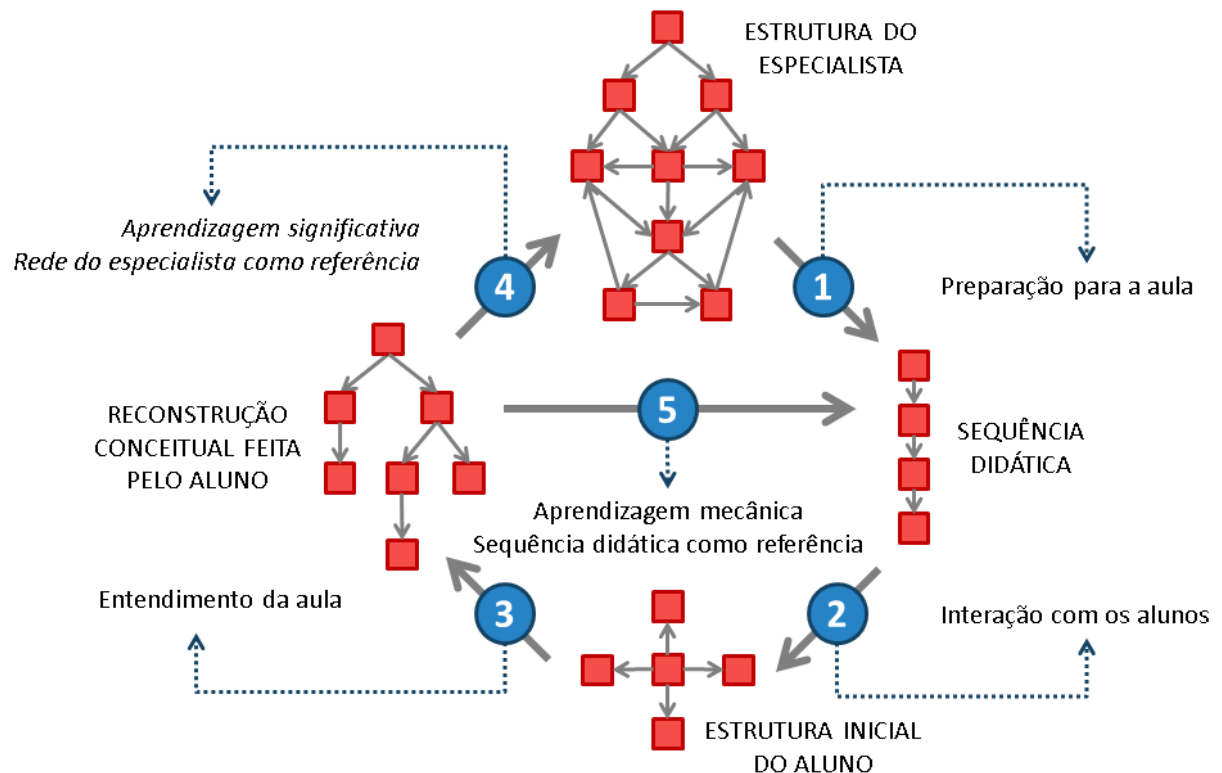 ESTRUTURA DO
ESPECIALISTA
Aprendizagem significativa
Rede do especialista como referência
4
1
Preparação para a aula
RECONSTRUÇÃO
CONCEITUAL FEITA
PELO ALUNO
5
SEQUÊNCIA
DIDÁTICA
Aprendizagem mecânica
Sequência didática como referência
Entendimento da aula
3
2
Interação com os alunos
ESTRUTURA INICIAL
DO ALUNO